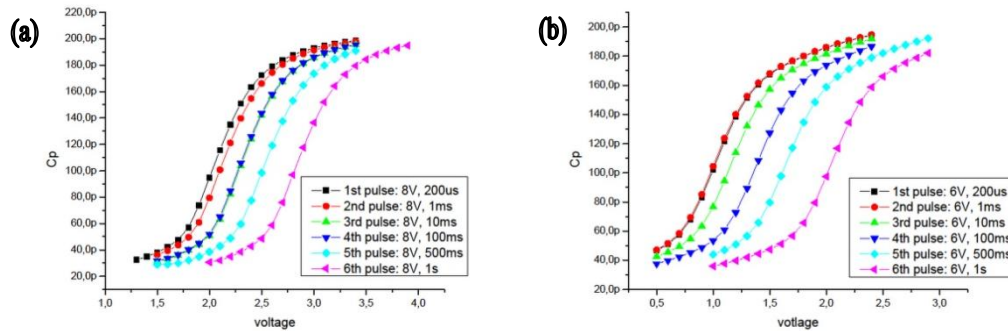 (a)
220,0p
200,0p
180,0p
160,0p
140,0p
120,0p
100,0p
80,0p
60,0p
40,0p
20,0p
Cp
1st pulse: 8V, 200us
2nd pulse: 8V, 1ms
3rd pulse: 8V, 10ms
4th pulse: 8V, 100ms
5th pulse: 8V, 500ms
6th pulse: 8V, 1s
1,0 1,5 2,0 2,5 3,0 3,5 4,0
voltage
(b)
220,0p
200,0p
180,0p
160,0p
140,0p
120,0p
100,0p
80,0p
60,0p
40,0p
20,0p
Cp
1st pulse: 6V, 200us
2nd pulse: 6V, 1ms
3rd pulse: 6V, 10ms
4th pulse: 6V, 100ms
5th pulse: 6V, 500ms
6th pulse: 6V, 1s
0,5 1,0 1,5 2,0 2,5 3,0
votlage